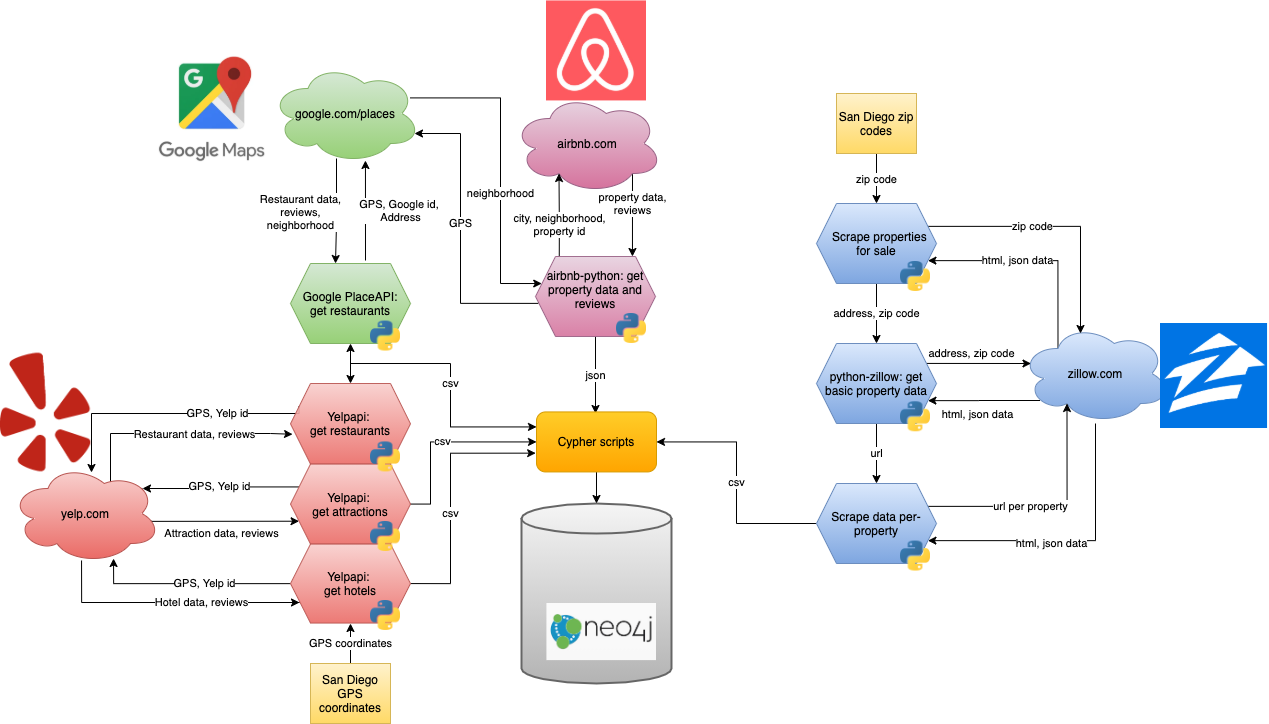 G
Google Maps
google.com/places
airbnb.com
San Diego zip
codes
zip code
Restaurant data,
reviews,
neighborhood
GPS, Google id,
Address
neighborhood
GPS
city, neighborhood,
property id
property data,
reviews
Scrape properties
for sale
zip code
html, json data
Google PlaceAPI:
get restaurants
airbnb-python: get
property data and
reviews
address, zip code
json
csv
python-zillow: get
basic property data
address, zip code
html, json data
zillow.com
GPS, Yelp id
Restaurant data, reviews
Yelpapi:
get restaurants
csv
Cypher scripts
url
csv
GPS, Yelp id
Attraction data, reviews
yelp.com
Yelpapi:
get attractions
csv
Scrape data per-
property
url per property
html, json data
GPS, Yelp id
Hotel data, reviews
Yelpapi:
get hotels
neo4j
GPS coordinates
San Diego
GPS
coordinates